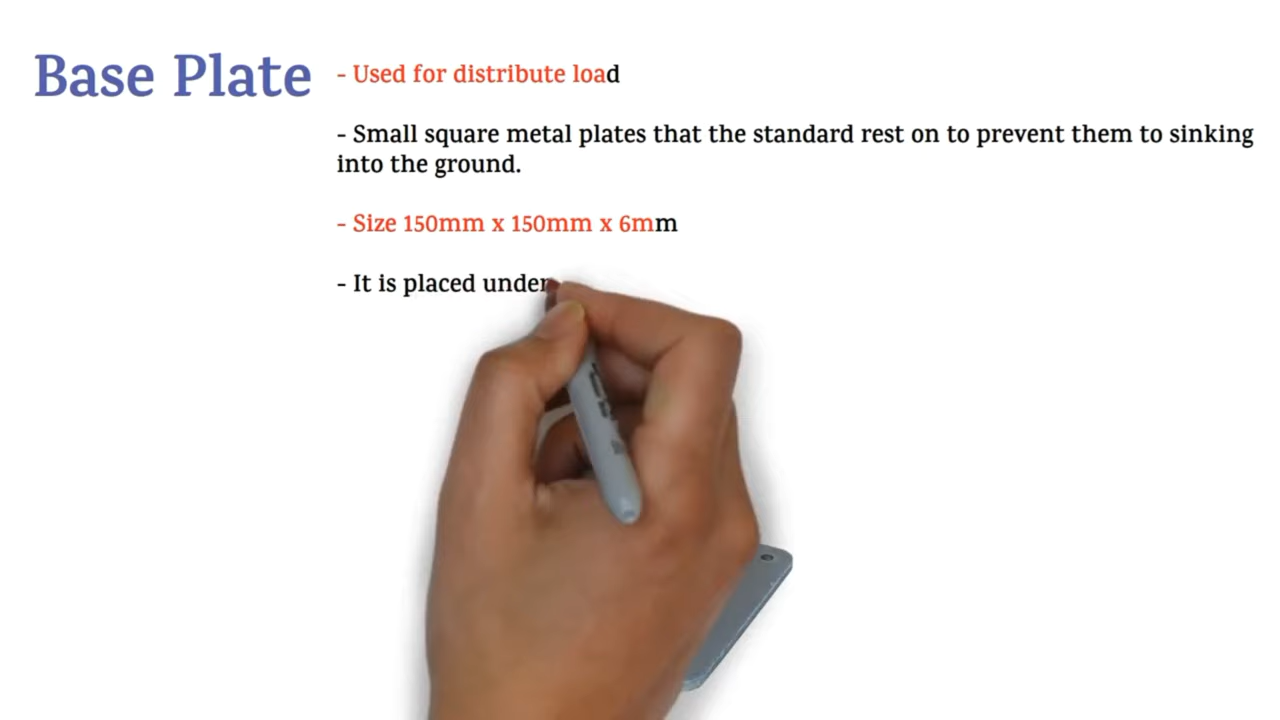 Base Plate
- Used for distribute load
- Small square metal plates that the standard rest on to prevent them to sinking
into the ground.
- Size 150mm x 150mm x 6mm
- It is placed under